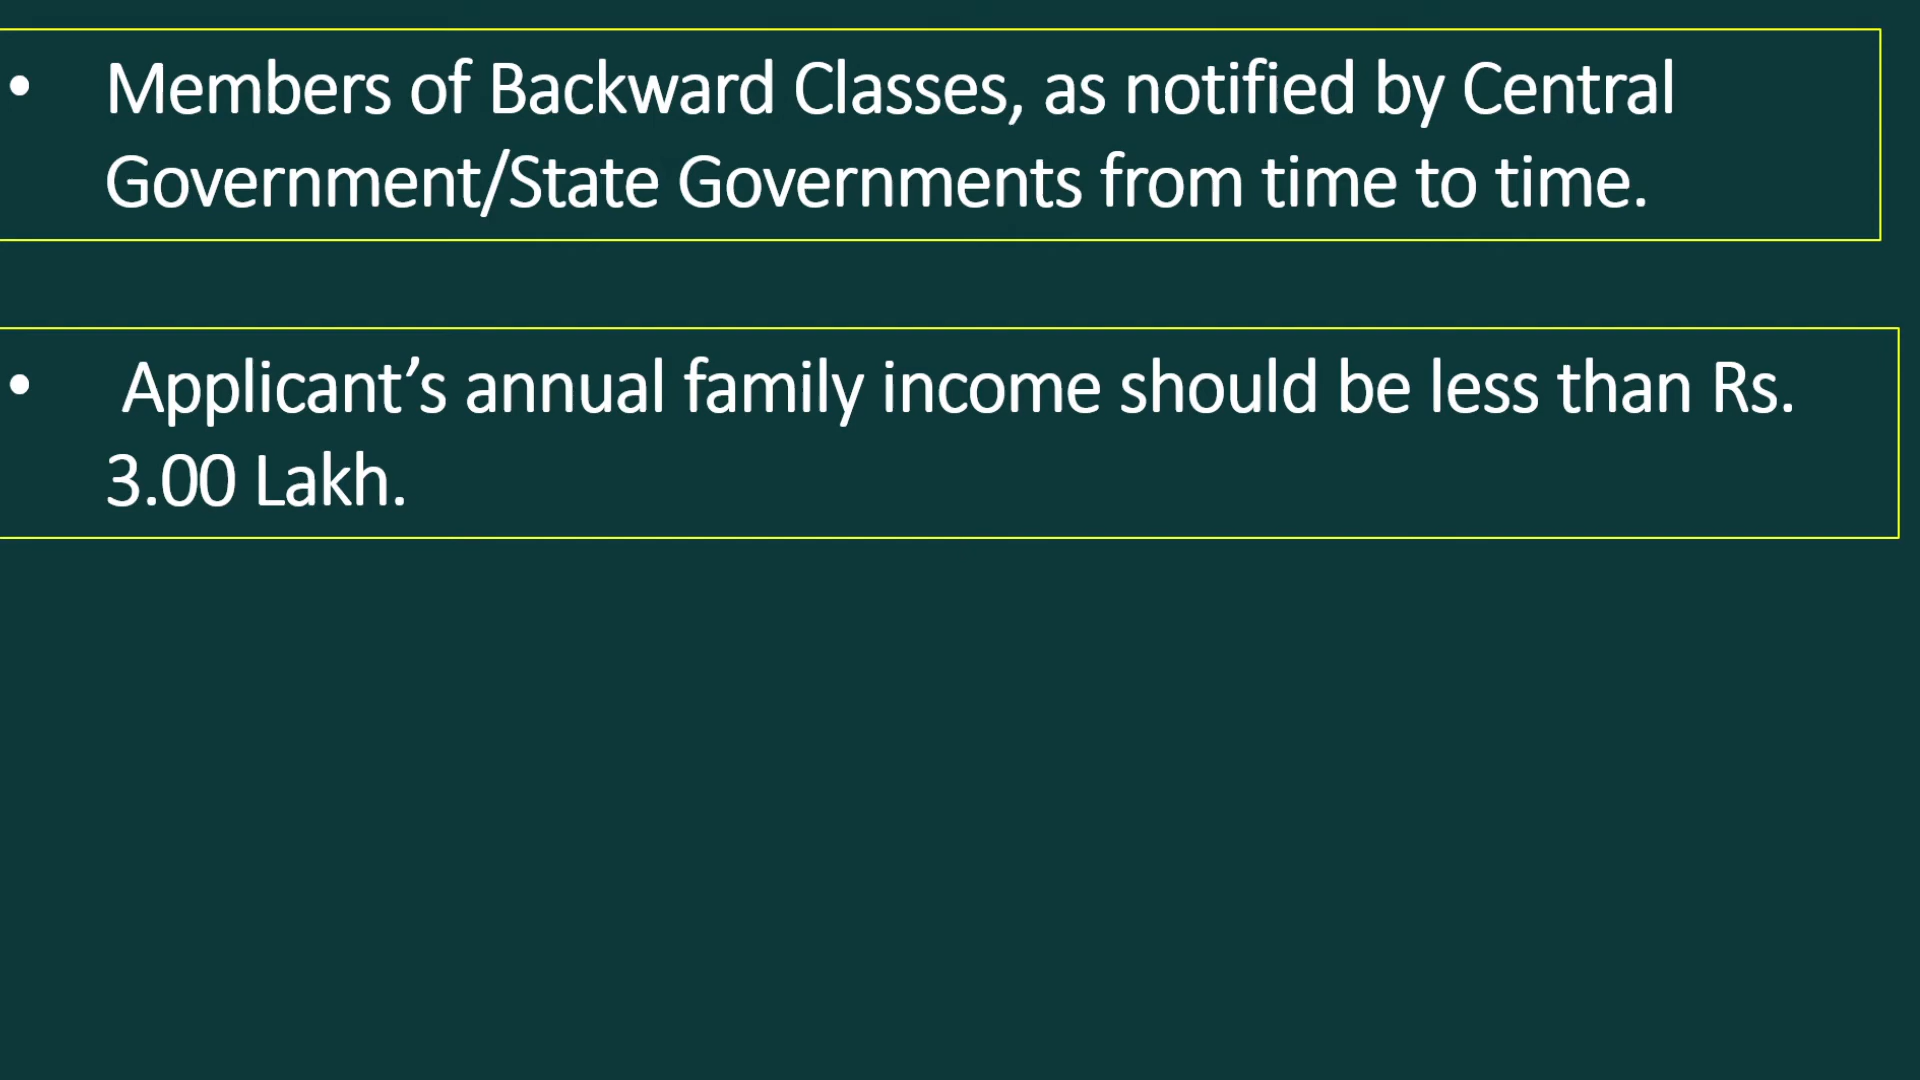 • Members of Backward Classes, as notified by Central
Government/State Governments from time to time.
• Applicant’s annual family income should be less than Rs.
3.00 Lakh.